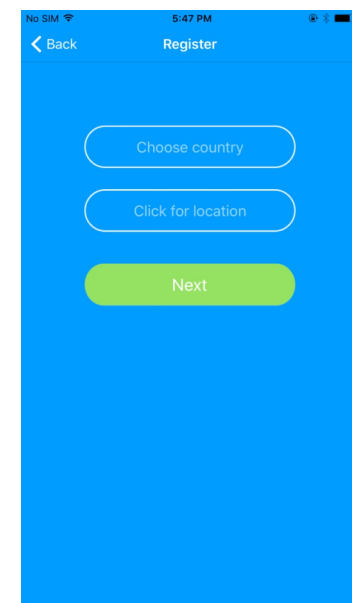 No SIM 5:47 PM
Back Register
Choose country
Click for location
Next